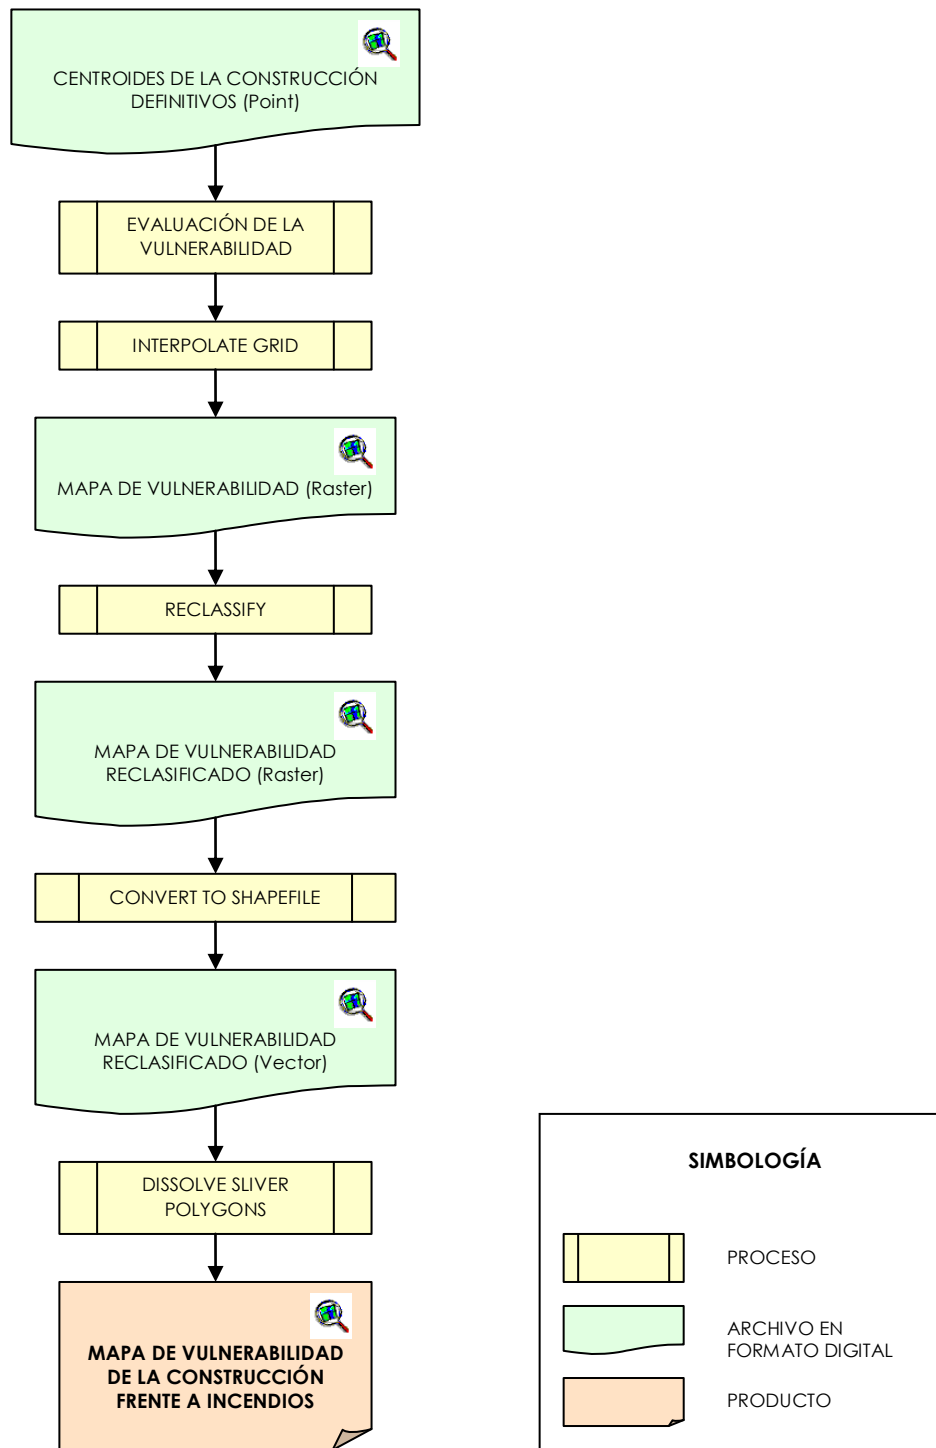 CENTROIDES DE LA CONSTRUCCIÓN
DEFINITIVOS (Point)
EVALUACIÓN DE LA
VULNERABILIDAD
INTERPOLATE GRID
MAPA DE VULNERABILIDAD (Raster)
RECLASSIFY
MAPA DE VULNERABILIDAD
RECLASIFICADO (Raster)
CONVERT TO SHAPEFILE
MAPA DE VULNERABILIDAD
RECLASIFICADO (Vector)
DISSOLVE SLIVER
POLYGONS
MAPA DE VULNERABILIDAD
DE LA CONSTRUCCIÓN
FRENTE A INCENDIOS
SIMBOLOGÍA
PROCESO
ARCHIVO EN
FORMATO DIGITAL
PRODUCTO